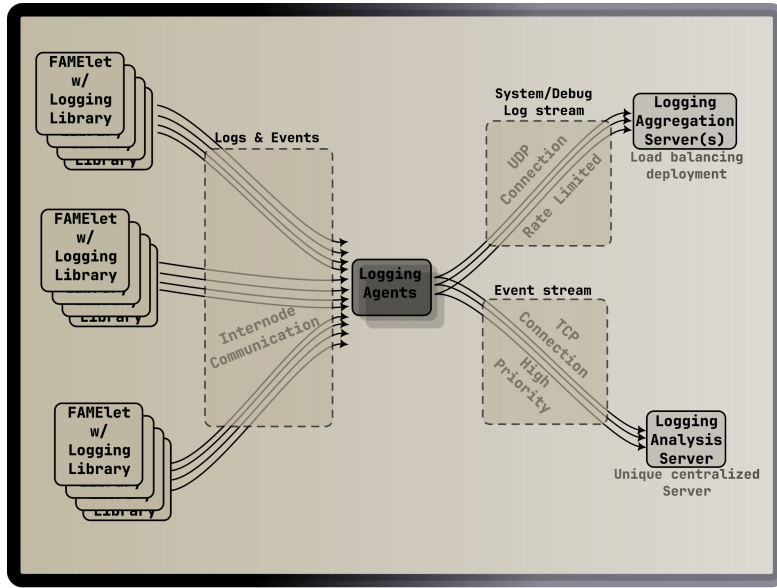 FAMElet
w/
Logging
Library
Library
Logs & Events
System/Debug
Log stream
UDP
Connection
Rate Limited
Logging
Aggregation
Server(s)
Load balancing
deployment
FAMElet
w/
Logging
Library
Library
Internode
Communication
Logging
Agents
Event stream
TCP
Connection
High
Priority
FAMElet
w/
Logging
Library
Library
Logging
Analysis
Server
Unique centralized
Server